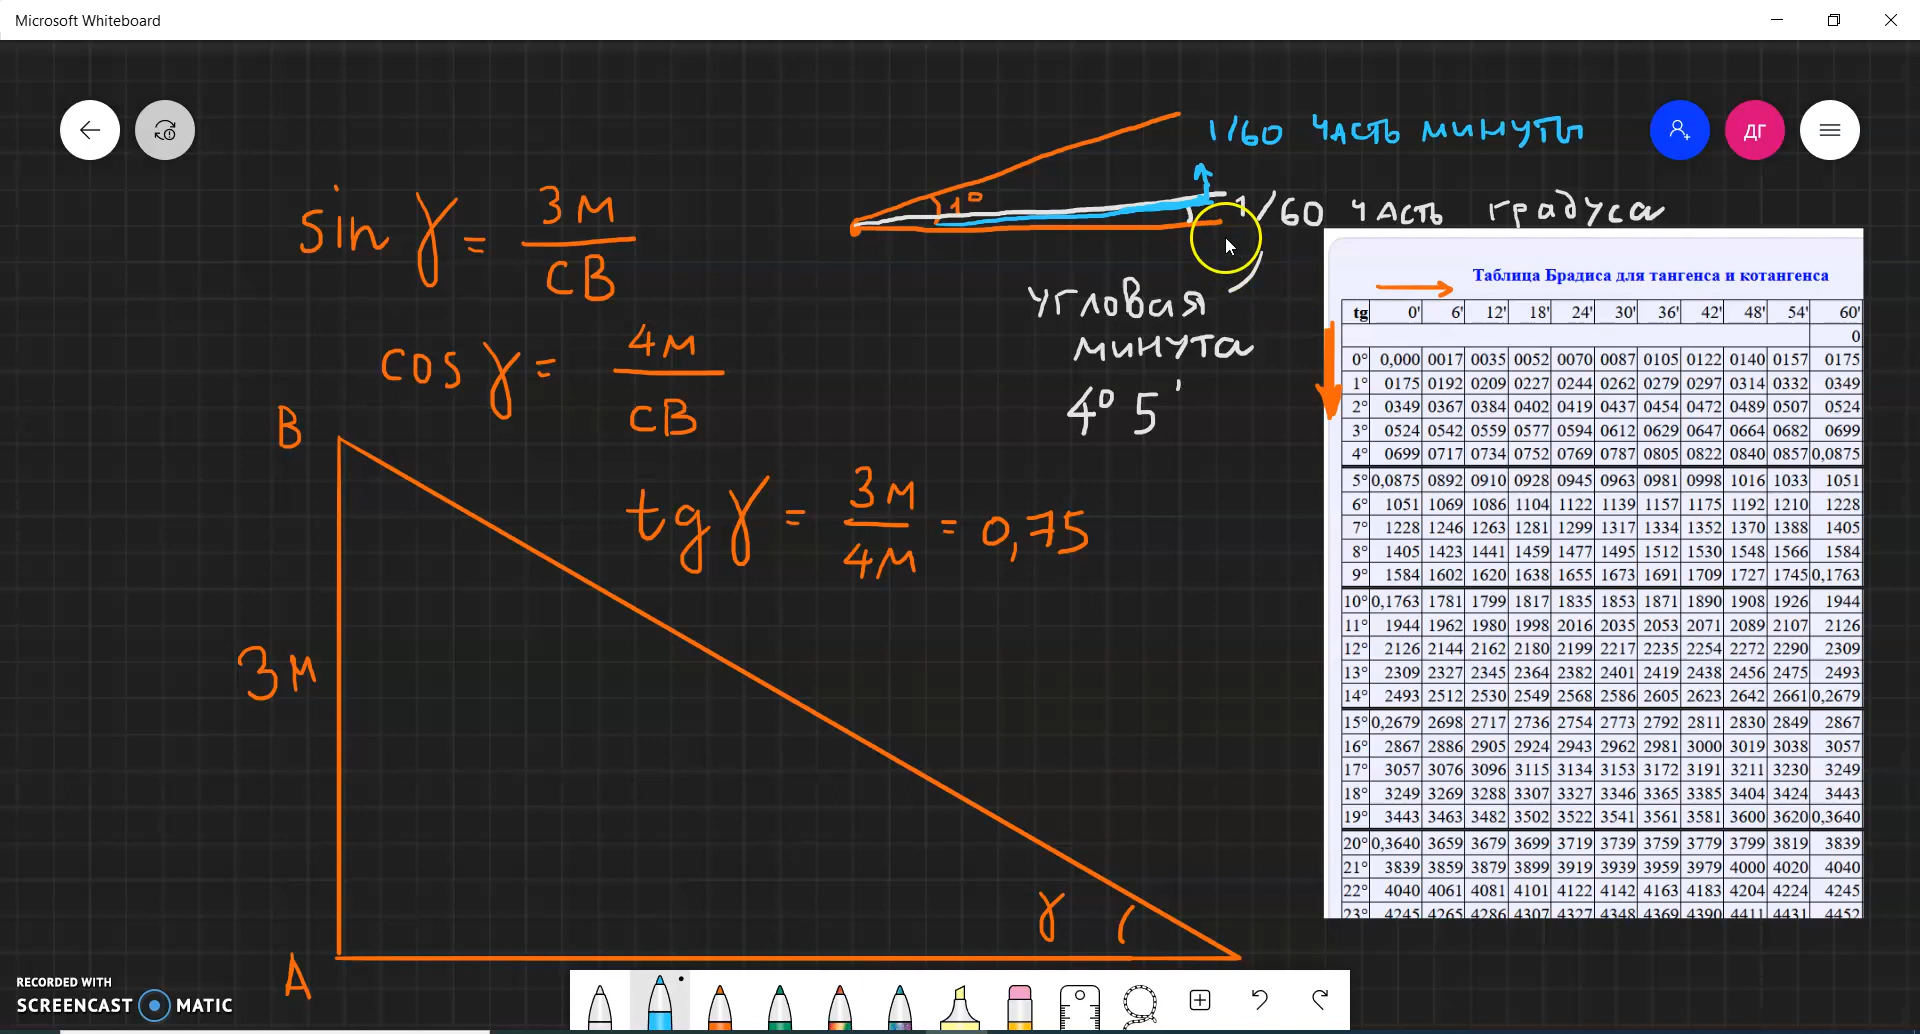 Microsoft Whiteboard
1/60 часть минуты
ДГ
sin γ = 3м / CB
1°
1/60 часть градуса
угловая
минута
4° 5'
cos γ = 4м / CB
B
tg γ = 3м / 4м = 0,75
3м
γ
A
Таблица Брадиса для тангенса и котангенса
tg 0' 6' 12' 18' 24' 30' 36' 42' 48' 54' 60'
0
0° 0,000 0017 0035 0052 0070 0087 0105 0122 0140 0157 0175
1° 0175 0192 0209 0227 0244 0262 0279 0297 0314 0332 0349
2° 0349 0367 0384 0402 0419 0437 0454 0472 0489 0507 0524
3° 0524 0542 0559 0577 0594 0612 0629 0647 0664 0682 0699
4° 0699 0717 0734 0752 0769 0787 0805 0822 0840 0857 0,0875
5° 0,0875 0892 0910 0928 0945 0963 0981 0998 1016 1033 1051
6° 1051 1069 1086 1104 1122 1139 1157 1175 1192 1210 1228
7° 1228 1246 1263 1281 1299 1317 1334 1352 1370 1388 1405
8° 1405 1423 1441 1459 1477 1495 1512 1530 1548 1566 1584
9° 1584 1602 1620 1638 1655 1673 1691 1709 1727 1745 0,1763
10° 0,1763 1781 1799 1817 1835 1853 1871 1890 1908 1926 1944
11° 1944 1962 1980 1998 2016 2035 2053 2071 2089 2107 2126
12° 2126 2144 2162 2180 2199 2217 2235 2254 2272 2290 2309
13° 2309 2327 2345 2364 2382 2401 2419 2438 2456 2475 2493
14° 2493 2512 2530 2549 2568 2586 2605 2623 2642 2661 0,2679
15° 0,2679 2698 2717 2736 2754 2773 2792 2811 2830 2849 2867
16° 2867 2886 2905 2924 2943 2962 2981 3000 3019 3038 3057
17° 3057 3076 3096 3115 3134 3153 3172 3191 3211 3230 3249
18° 3249 3269 3288 3307 3327 3346 3365 3385 3404 3424 3443
19° 3443 3463 3482 3502 3522 3541 3561 3581 3600 3620 0,3640
20° 0,3640 3659 3679 3699 3719 3739 3759 3779 3799 3819 3839
21° 3839 3859 3879 3899 3919 3939 3959 3979 4000 4020 4040
22° 4040 4061 4081 4101 4122 4142 4163 4183 4204 4224 4245
23° 4245 4265 4286 4307 4327 4348 4369 4390 4411 4431 4452
RECORDED WITH
SCREENCAST MATIC